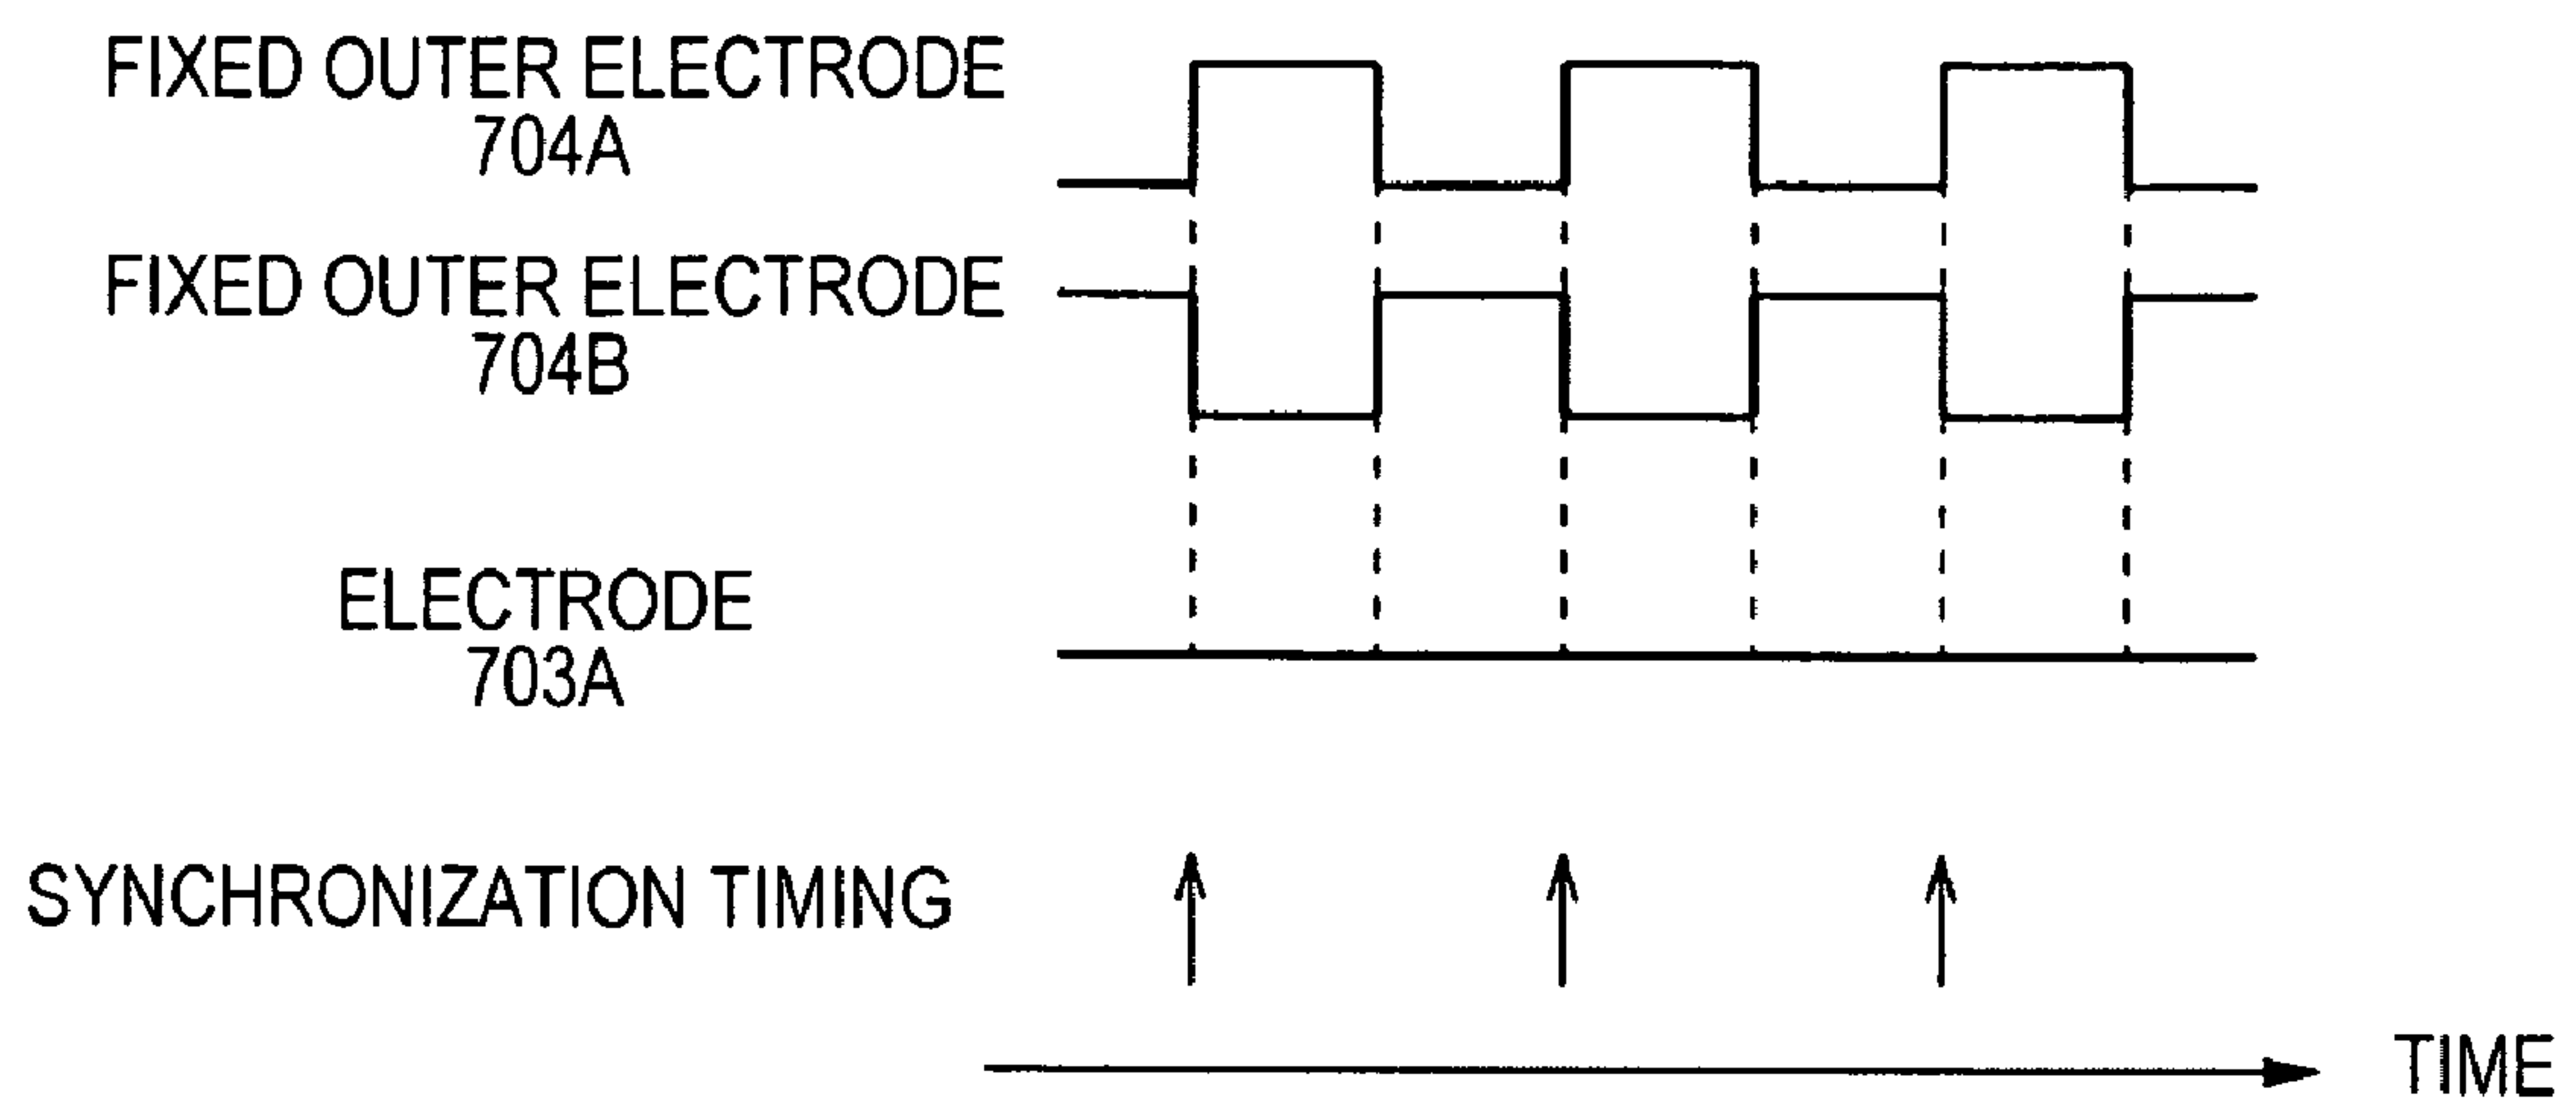 FIXED OUTER ELECTRODE
704A
FIXED OUTER ELECTRODE
704B
ELECTRODE
703A
SYNCHRONIZATION TIMING
TIME